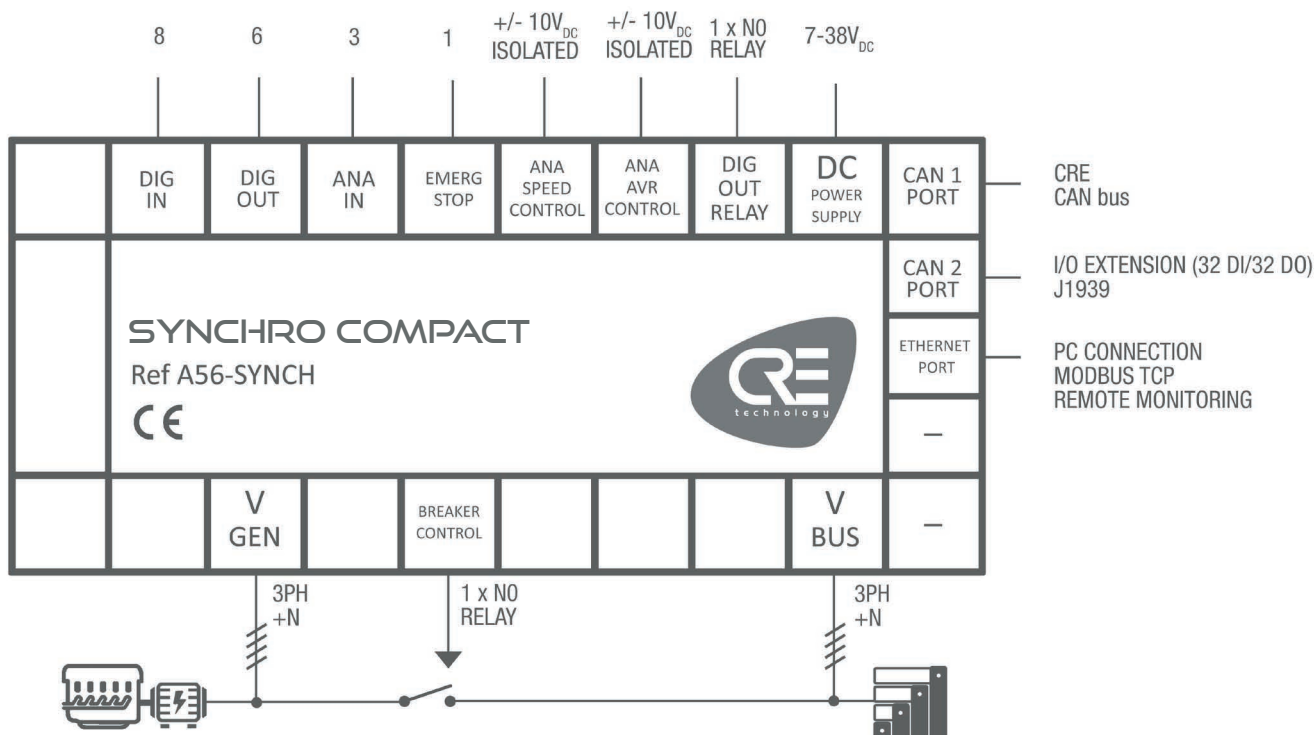 8
6
3
1
+/- 10VDC
ISOLATED
+/- 10VDC
ISOLATED
1 x NO
RELAY
7-38VDC
DIG
IN
DIG
OUT
ANA
IN
EMERG
STOP
ANA
SPEED
CONTROL
ANA
AVR
CONTROL
DIG
OUT
RELAY
DC
POWER
SUPPLY
CAN 1
PORT
CRE
CAN bus
CAN 2
PORT
I/O EXTENSION (32 DI/32 DO)
J1939
SYNCHRO COMPACT
Ref A56-SYNCH
CE
CRE
technology
ETHERNET
PORT
PC CONNECTION
MODBUS TCP
REMOTE MONITORING
–
V
GEN
BREAKER
CONTROL
V
BUS
–
3PH
+N
1 x NO
RELAY
3PH
+N